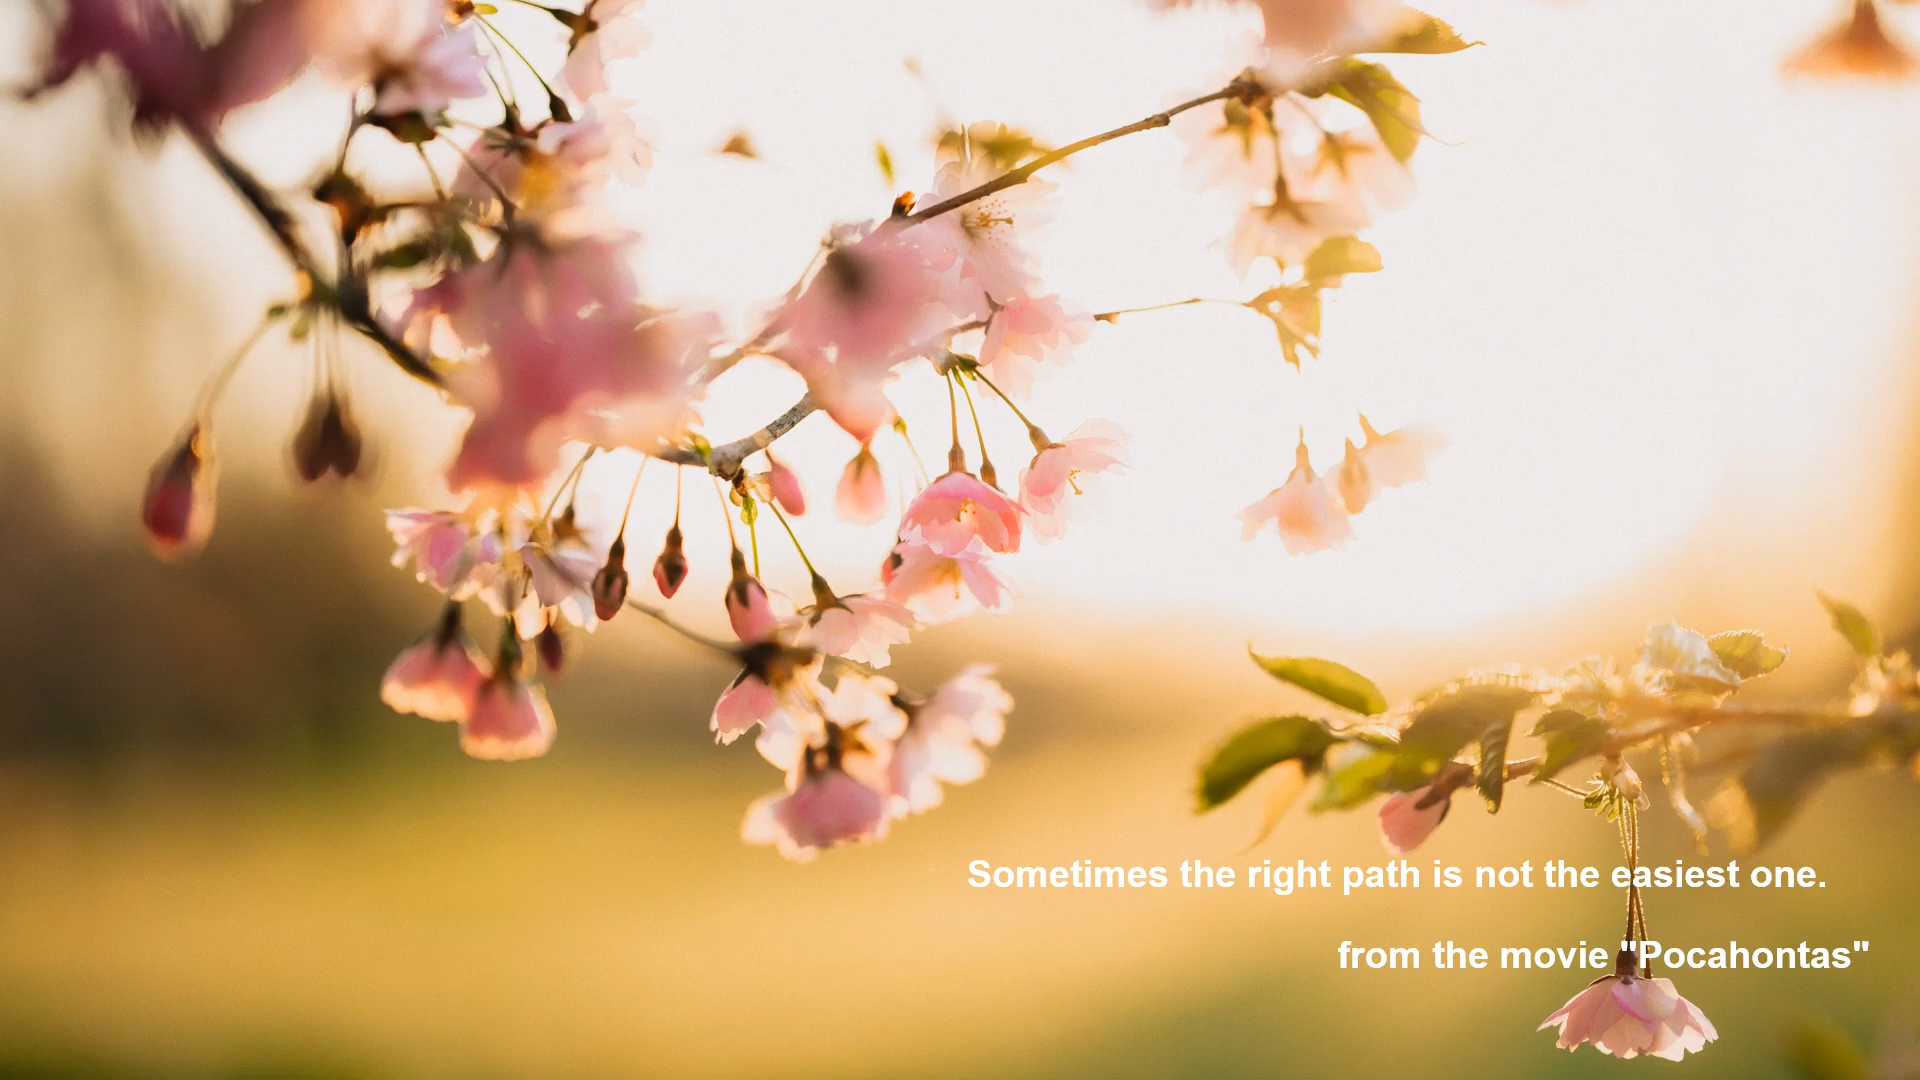 Sometimes the right path is not the easiest one.
from the movie "Pocahontas"